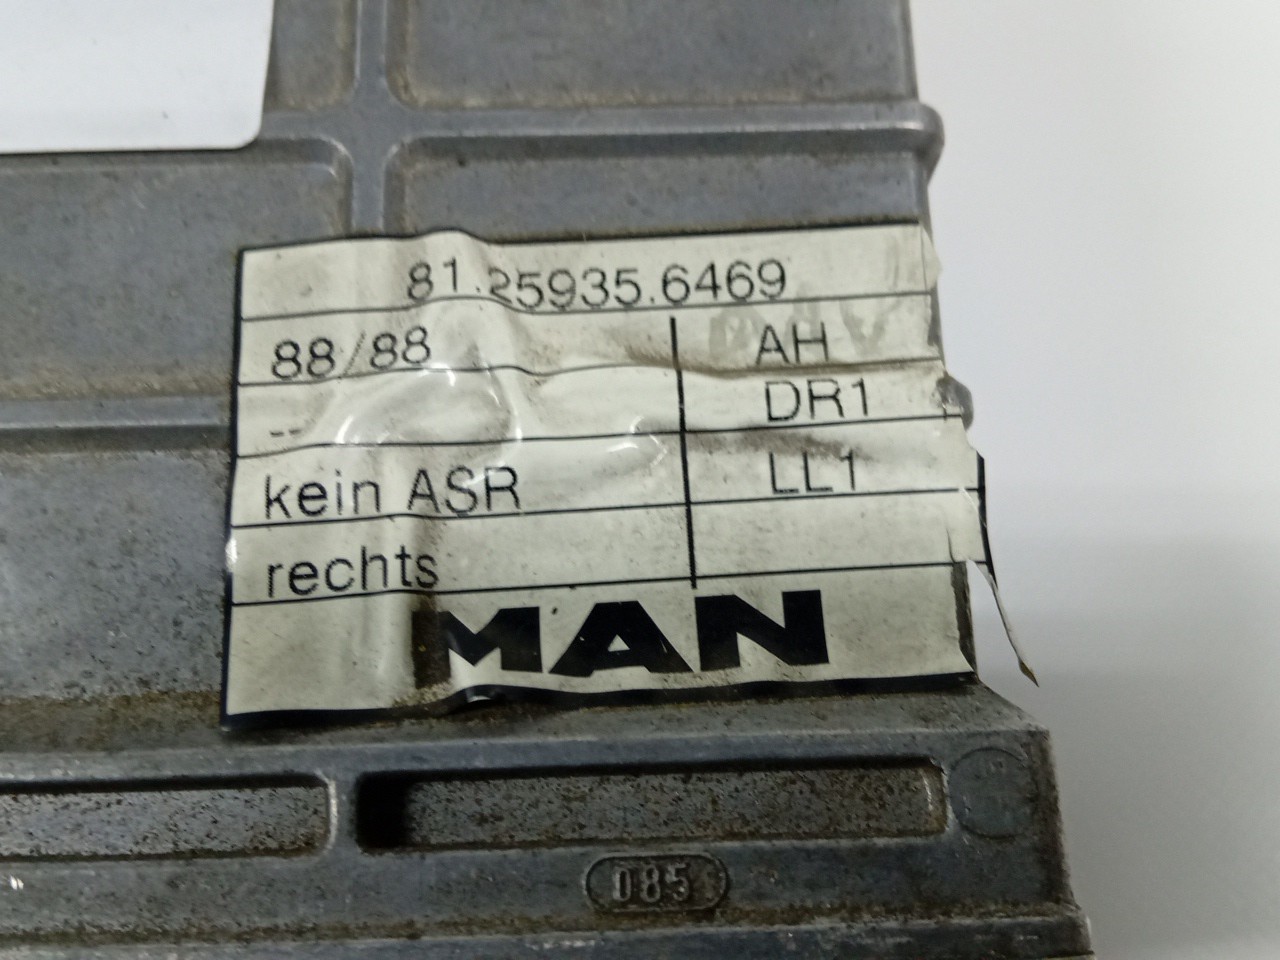 81.25935.6469
88/88 AH
-- DR1
kein ASR LL1
rechts
MAN
085